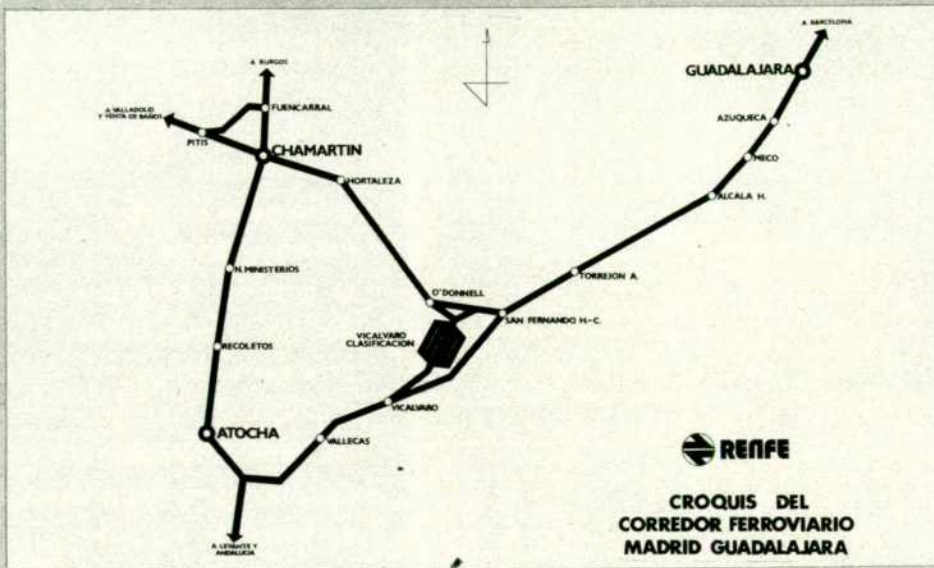 A. BARCELONA
GUADALAJARA
A. BURGOS
AZUQUECA
FUENCARRAL
A. VALLADOLID
Y VENTA DE BAÑOS
PITIS
CHAMARTIN
MECO
HORTALEZA
ALCALA H.
N. MINISTERIOS
TORREJON A.
O'DONNELL
SAN FERNANDO H.-C.
VICALVARO
CLASIFICACION
RECOLETOS
VICALVARO
ATOCHA
VALLECAS
RENFE
CROQUIS DEL
CORREDOR FERROVIARIO
MADRID GUADALAJARA
A. LEVANTE Y
ANDALUCIA